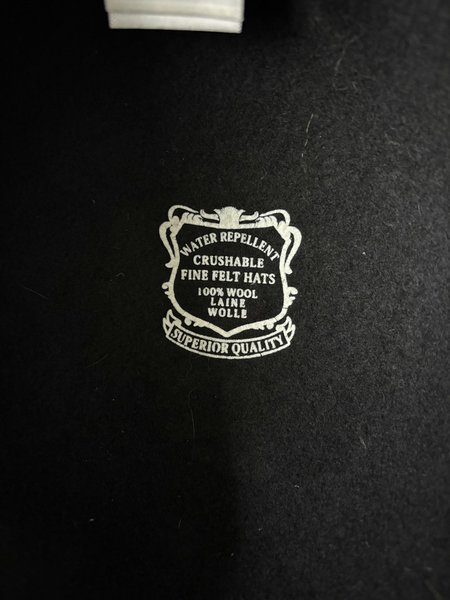 WATER REPELLENT
CRUSHABLE
FINE FELT HATS
100% WOOL
LAINE
WOLLE
SUPERIOR QUALITY